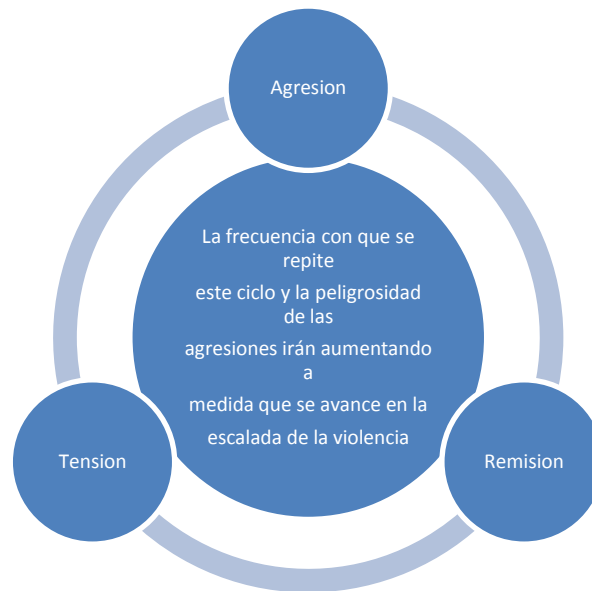 Agresion
La frecuencia con que se
repite
este ciclo y la peligrosidad
de las
agresiones irán aumentando
a
medida que se avance en la
escalada de la violencia
Tension
Remision